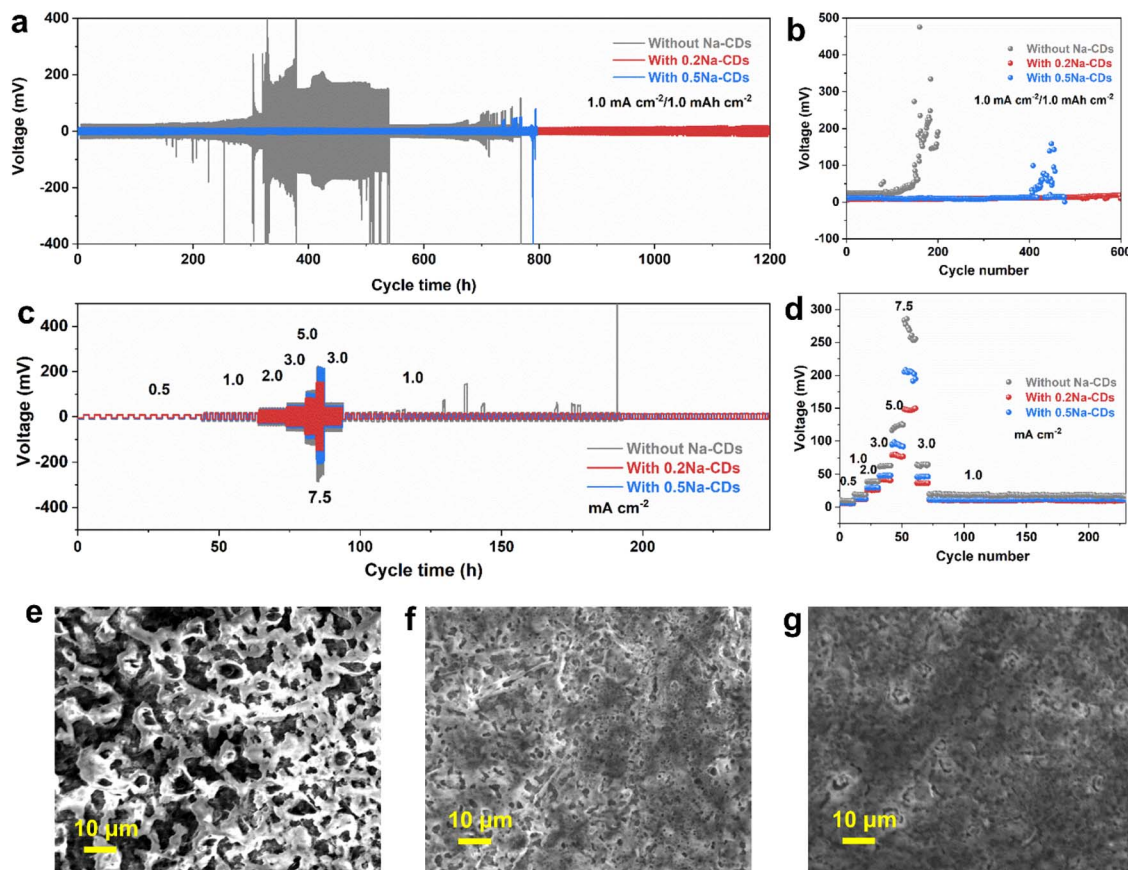 a
400
200
0
-200
-400
Voltage (mV)
Without Na-CDs
With 0.2Na-CDs
With 0.5Na-CDs
1.0 mA cm⁻²/1.0 mAh cm⁻²
0 200 400 600 800 1000 1200
Cycle time (h)
b
500
400
300
200
100
0
-100
Voltage (mV)
Without Na-CDs
With 0.2Na-CDs
With 0.5Na-CDs
1.0 mA cm⁻²/1.0 mAh cm⁻²
0 200 400 600
Cycle number
c
400
200
0
-200
-400
Voltage (mV)
0.5
1.0
2.0
3.0
5.0
3.0
1.0
7.5
Without Na-CDs
With 0.2Na-CDs
With 0.5Na-CDs
mA cm⁻²
0 50 100 150 200
Cycle time (h)
d
300
250
200
150
100
50
0
Voltage (mV)
7.5
5.0
3.0
1.0
2.0
0.5
3.0
1.0
Without Na-CDs
With 0.2Na-CDs
With 0.5Na-CDs
mA cm⁻²
0 50 100 150 200
Cycle number
e
10 μm
f
10 μm
g
10 μm